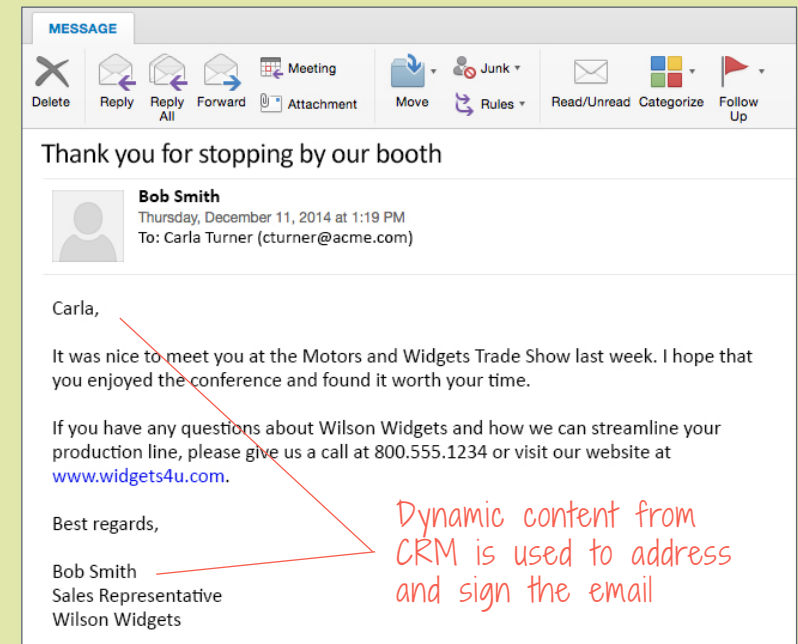 MESSAGE
Delete
Reply
Reply All
Forward
Meeting
Attachment
Move
Junk
Rules
Read/Unread
Categorize
Follow Up
Thank you for stopping by our booth
Bob Smith
Thursday, December 11, 2014 at 1:19 PM
To: Carla Turner (cturner@acme.com)
Carla,
It was nice to meet you at the Motors and Widgets Trade Show last week. I hope that
you enjoyed the conference and found it worth your time.
If you have any questions about Wilson Widgets and how we can streamline your
production line, please give us a call at 800.555.1234 or visit our website at
www.widgets4u.com.
Best regards,
Bob Smith
Sales Representative
Wilson Widgets
Dynamic content from
CRM is used to address
and sign the email